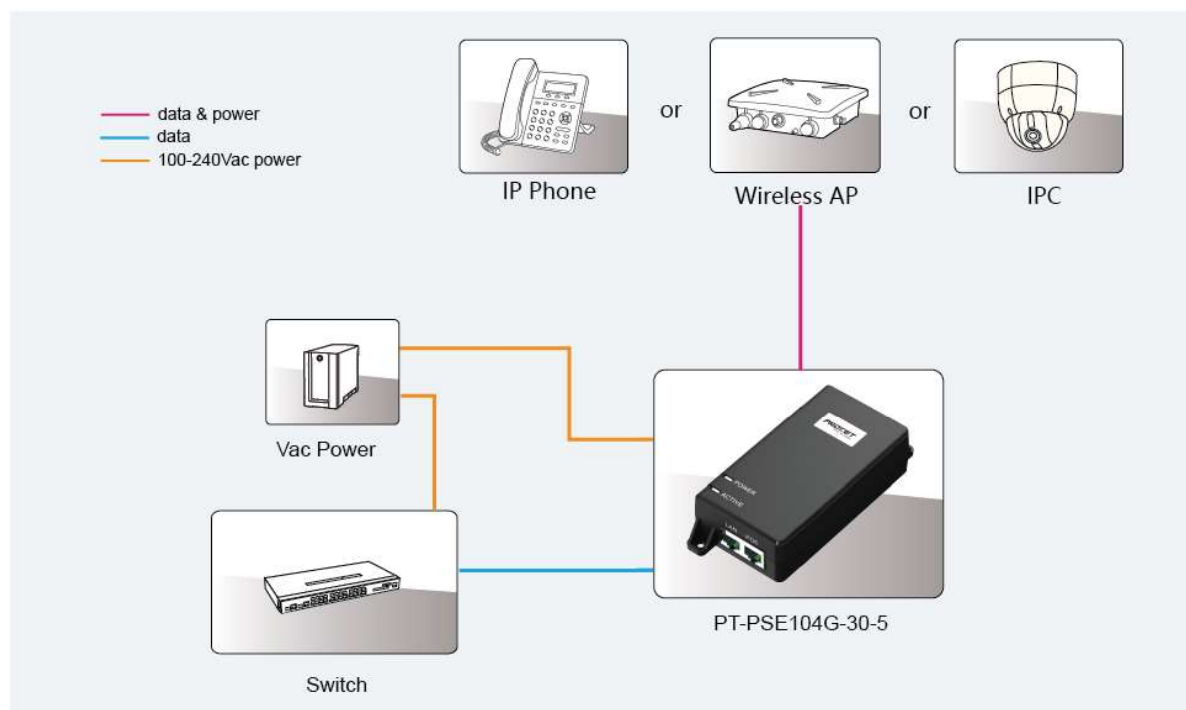 data & power
data
100-240Vac power
IP Phone
or
Wireless AP
or
IPC
Vac Power
PROCET
POWER
ACTIVE
LAN
POE
PT-PSE104G-30-5
Switch